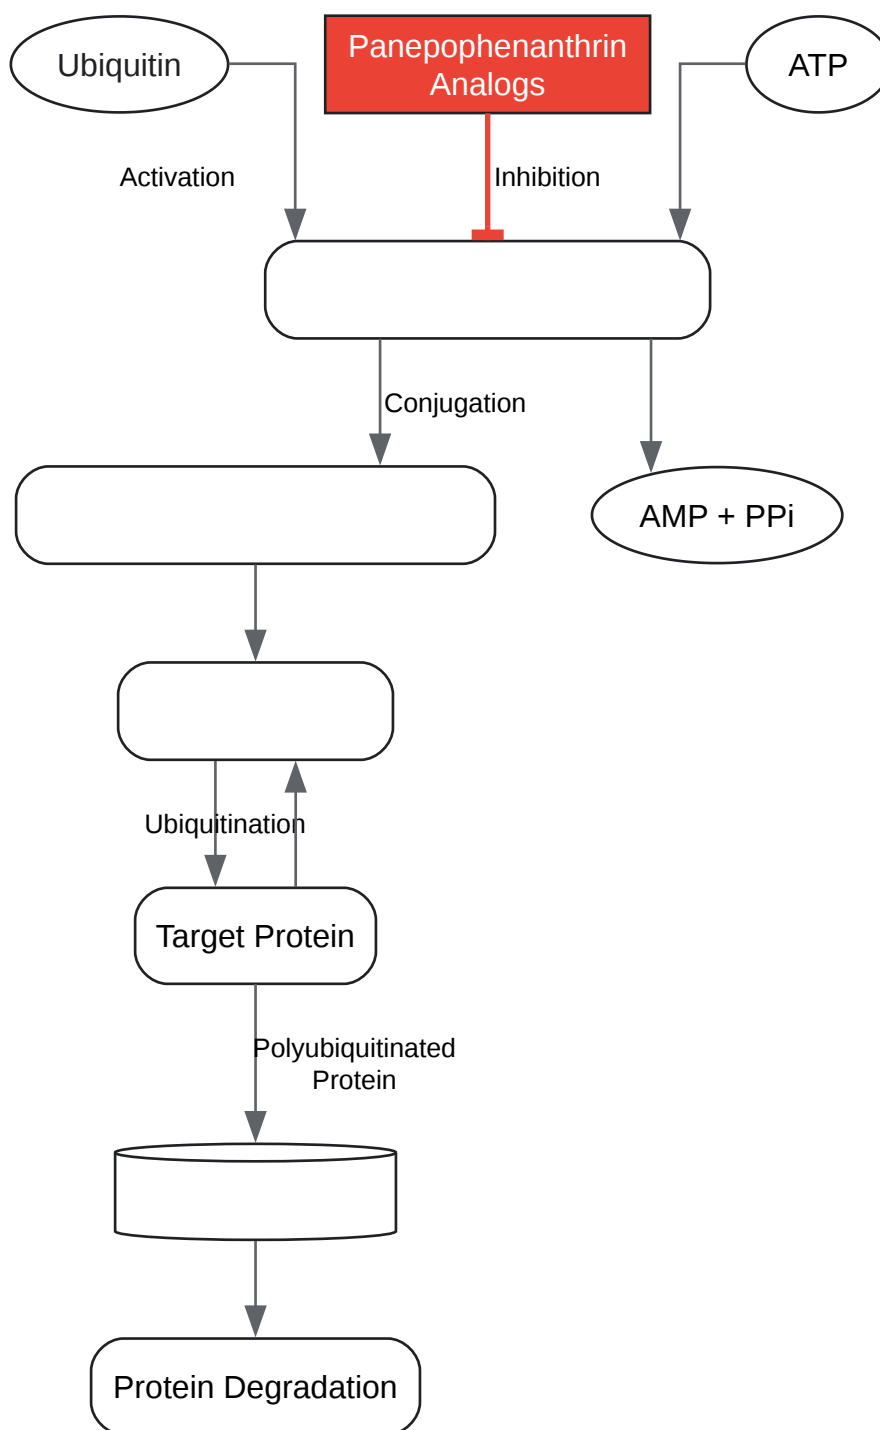 Ubiquitin
Panepophenanthrin
Analogs
ATP
Activation
Inhibition
Conjugation
AMP + PPi
Ubiquitination
Target Protein
Polyubiquitinated
Protein
Protein Degradation